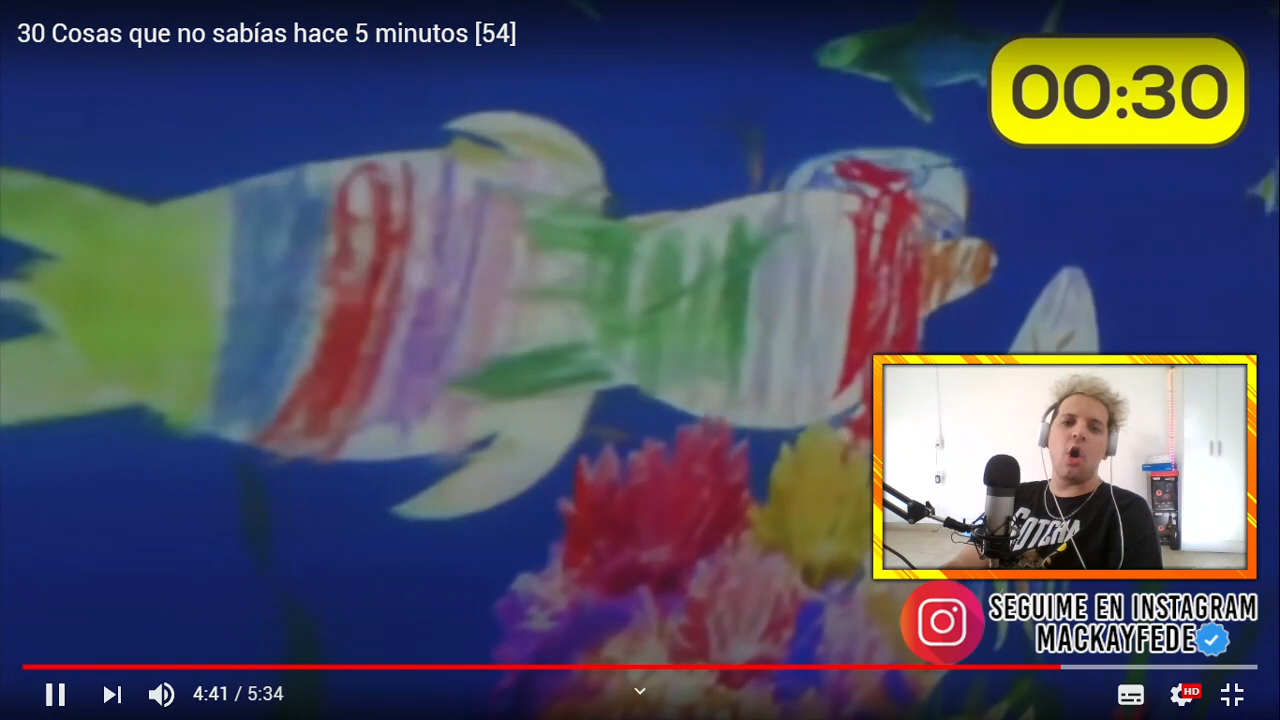 30 Cosas que no sabías hace 5 minutos [54]
00:30
GOTCHA
SEGUIME EN INSTAGRAM
MACKAYFEDE
4:41 / 5:34
HD